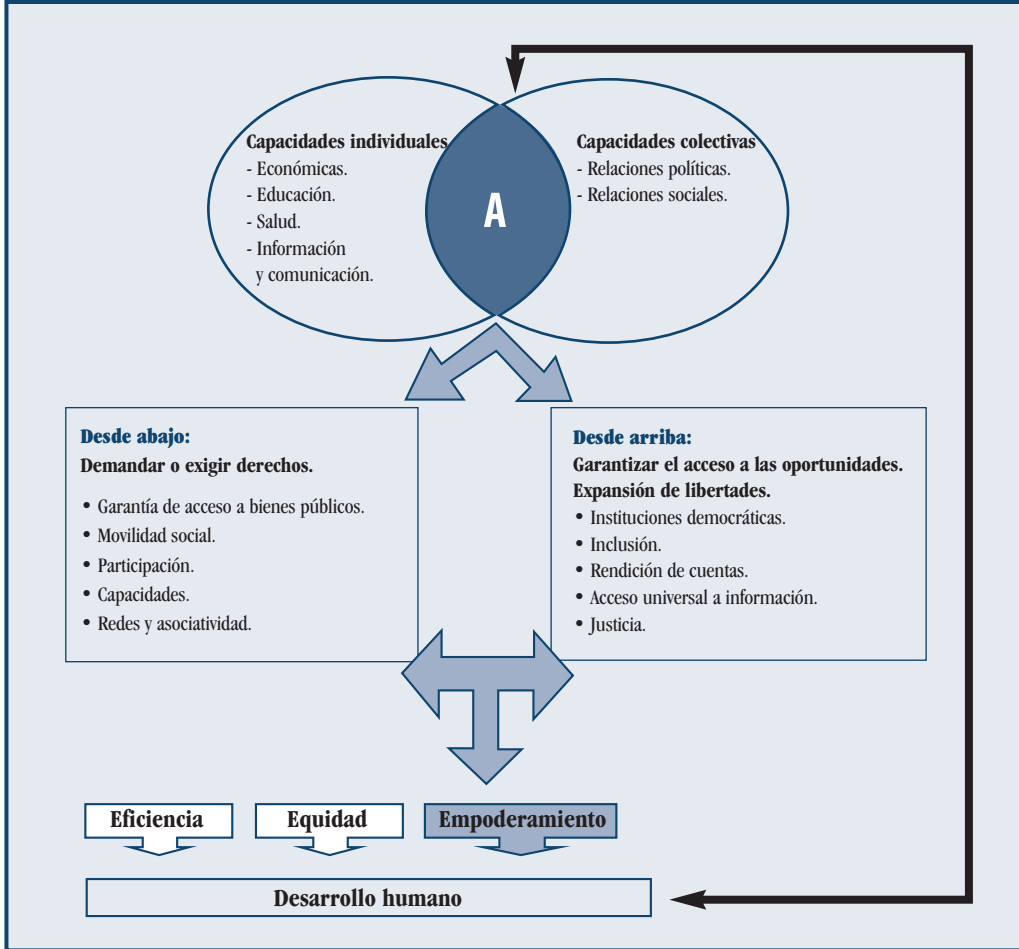 Capacidades individuales
- Económicas.
- Educación.
- Salud.
- Información
y comunicación.
A
Capacidades colectivas
- Relaciones políticas.
- Relaciones sociales.
Desde abajo:
Demandar o exigir derechos.
• Garantía de acceso a bienes públicos.
• Movilidad social.
• Participación.
• Capacidades.
• Redes y asociatividad.
Desde arriba:
Garantizar el acceso a las oportunidades.
Expansión de libertades.
• Instituciones democráticas.
• Inclusión.
• Rendición de cuentas.
• Acceso universal a información.
• Justicia.
Eficiencia
Equidad
Empoderamiento
Desarrollo humano